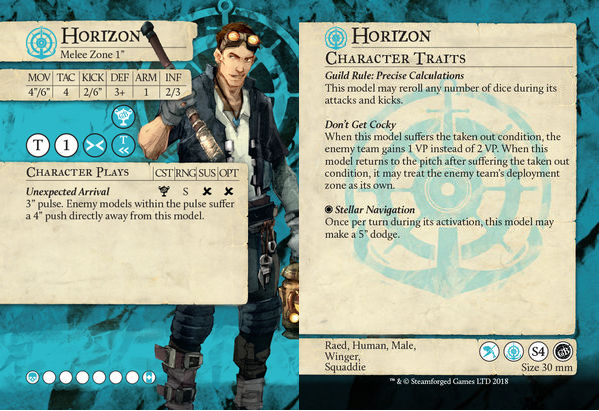 HORIZON
Melee Zone 1"
MOV TAC KICK DEF ARM INF
4"/6" 4 2/6" 3+ 1 2/3
T 1 T
<<
CHARACTER PLAYS CST RNG SUS OPT
Unexpected Arrival S ✖ ✖
3" pulse. Enemy models within the pulse suffer
a 4" push directly away from this model.
HORIZON
CHARACTER TRAITS
Guild Rule: Precise Calculations
This model may reroll any number of dice during its
attacks and kicks.
Don't Get Cocky
When this model suffers the taken out condition, the
enemy team gains 1 VP instead of 2 VP. When this
model returns to the pitch after suffering the taken out
condition, it may treat the enemy team's deployment
zone as its own.
Stellar Navigation
Once per turn during its activation, this model may
make a 5" dodge.
Raed, Human, Male,
Winger,
Squaddie
S4 GB
Size 30 mm
™ & © Steamforged Games LTD 2018